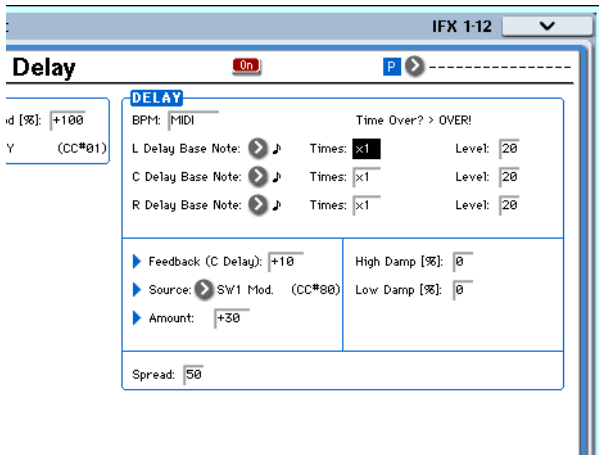 IFX 1-12
Delay On P ----------------
d [%]: +100
Y (CC#01)
DELAY
BPM: MIDI Time Over? > OVER!
L Delay Base Note: ♪ Times: x1 Level: 20
C Delay Base Note: ♪ Times: x1 Level: 20
R Delay Base Note: ♪ Times: x1 Level: 20
Feedback (C Delay): +10 High Damp [%]: 0
Source: SW1 Mod. (CC#80) Low Damp [%]: 0
Amount: +30
Spread: 50